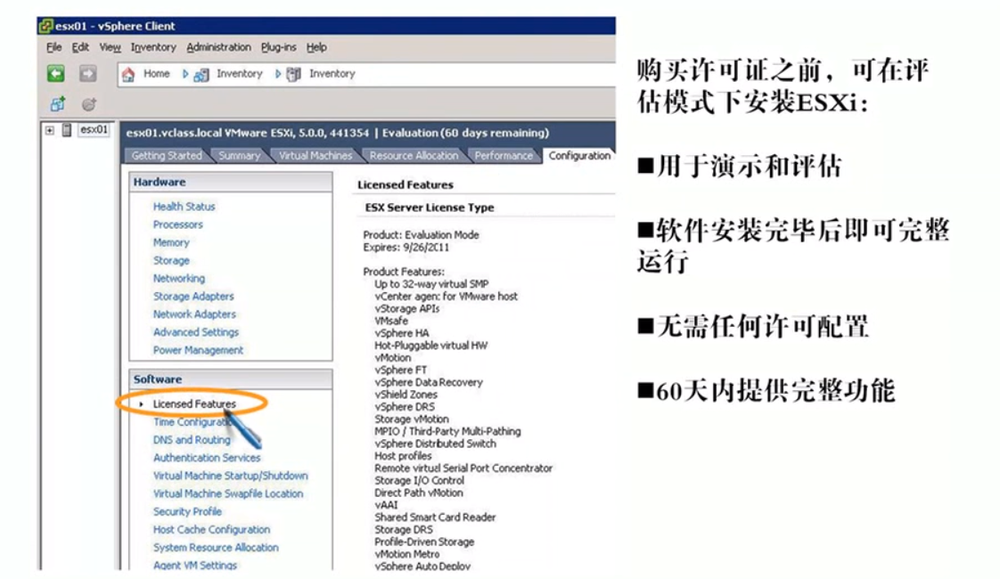 esx01 - vSphere Client
File Edit View Inventory Administration Plug-ins Help
Home Inventory Inventory
esx01
esx01.vclass.local VMware ESXi, 5.0.0, 441354 | Evaluation (60 days remaining)
Getting Started Summary Virtual Machines Resource Allocation Performance Configuration
Hardware
Health Status
Processors
Memory
Storage
Networking
Storage Adapters
Network Adapters
Advanced Settings
Power Management
Software
Licensed Features
Time Configuration
DNS and Routing
Authentication Services
Virtual Machine Startup/Shutdown
Virtual Machine Swapfile Location
Security Profile
Host Cache Configuration
System Resource Allocation
Agent VM Settings
Licensed Features
ESX Server License Type
Product: Evaluation Mode
Expires: 9/26/2011
Product Features:
Up to 32-way virtual SMP
vCenter agent for VMware host
vStorage APIs
VMsafe
vSphere HA
Hot-Pluggable virtual HW
vMotion
vSphere FT
vSphere Data Recovery
vShield Zones
vSphere DRS
Storage vMotion
MPIO / Third-Party Multi-Pathing
vSphere Distributed Switch
Host profiles
Remote virtual Serial Port Concentrator
Storage I/O Control
Direct Path vMotion
vAAI
Shared Smart Card Reader
Storage DRS
Profile-Driven Storage
vMotion Metro
vSphere Auto Deploy
购买许可证之前，可在评
估模式下安装ESXi：
■用于演示和评估
■软件安装完毕后即可完整
运行
■无需任何许可配置
■60天内提供完整功能